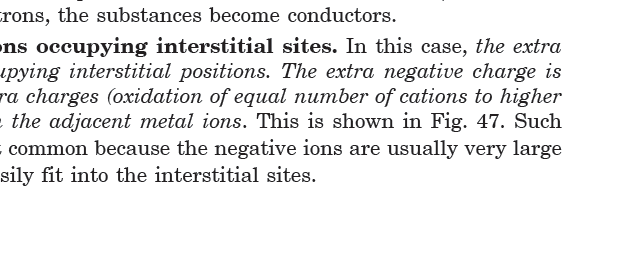 trons, the substances become conductors.
ons occupying interstitial sites. In this case, the extra
upying interstitial positions. The extra negative charge is
ra charges (oxidation of equal number of cations to higher
the adjacent metal ions. This is shown in Fig. 47. Such
common because the negative ions are usually very large
sily fit into the interstitial sites.